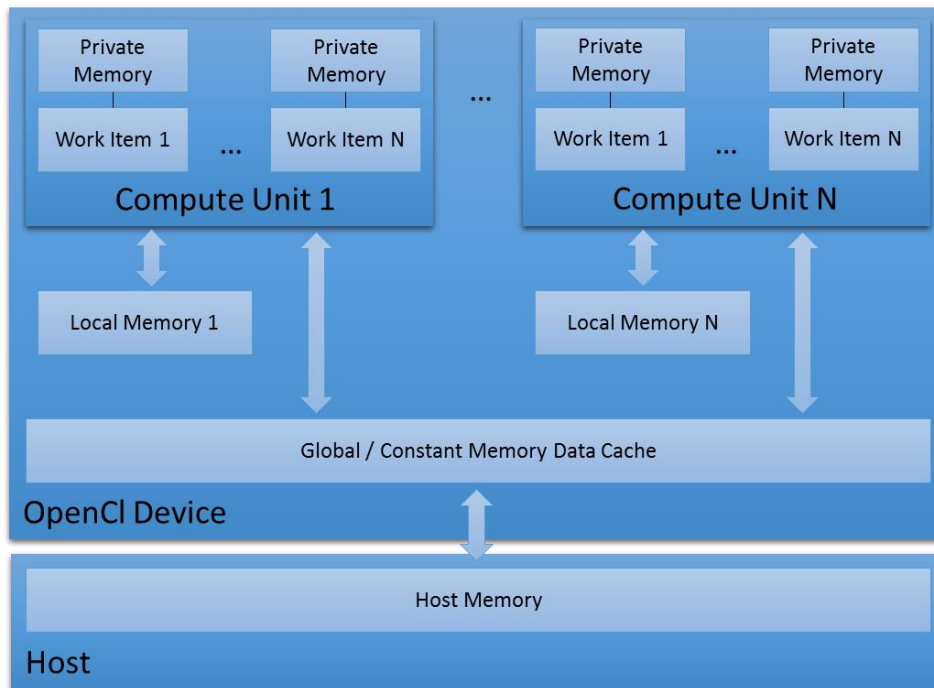 Private
Memory
Private
Memory
Work Item 1
...
Work Item N
Compute Unit 1
...
Private
Memory
Private
Memory
Work Item 1
...
Work Item N
Compute Unit N
Local Memory 1
Local Memory N
Global / Constant Memory Data Cache
OpenCl Device
Host Memory
Host